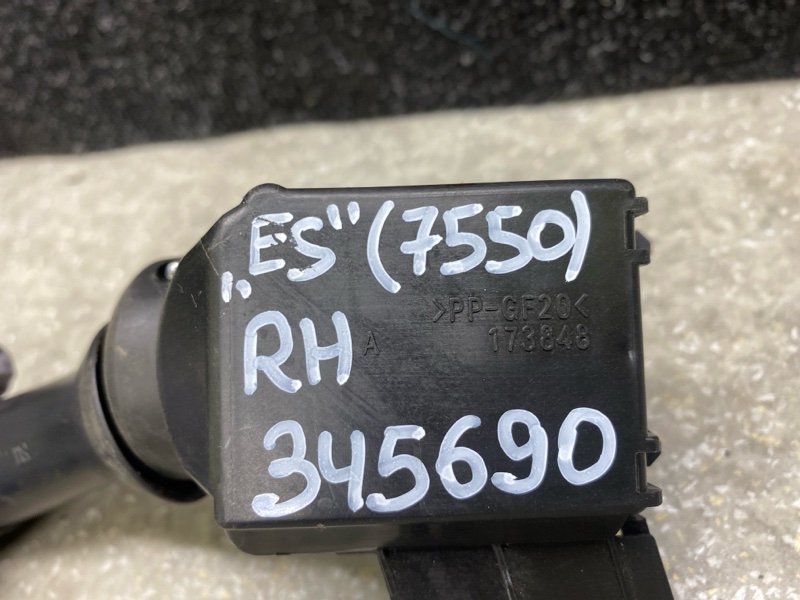 „ES” (7550)
>PP-GF20<
RH A 173848
345690